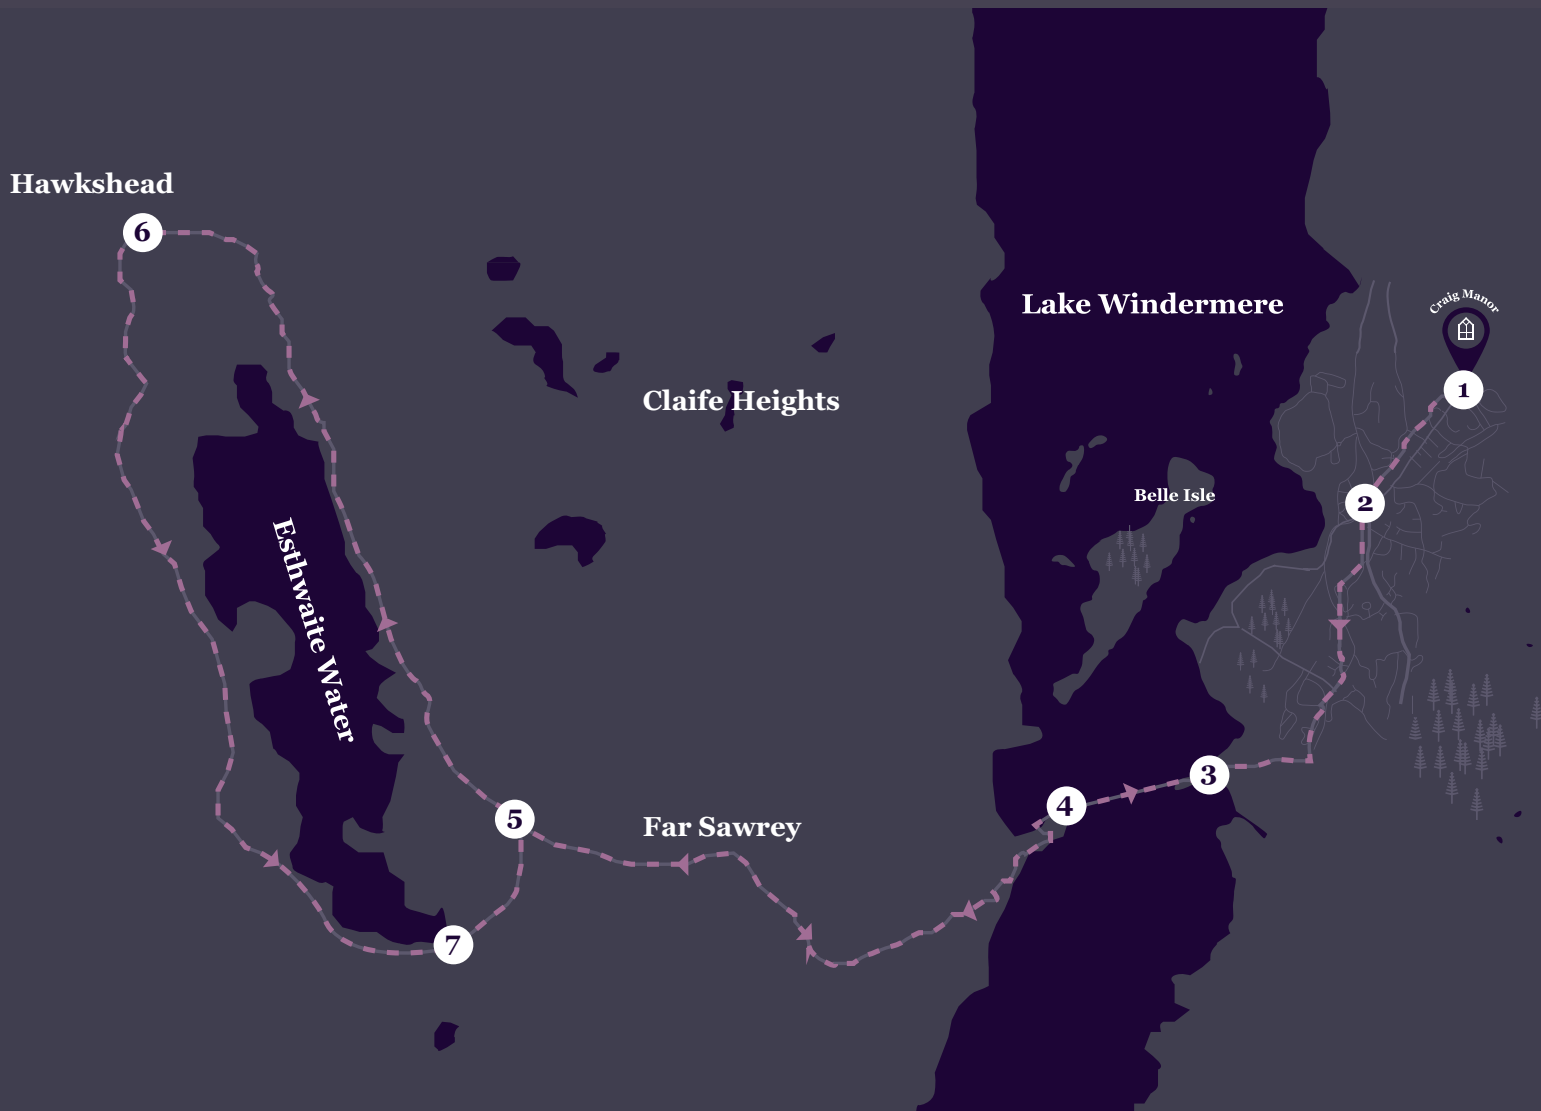 Hawkshead
6
Lake Windermere
Craig Manor
1
Claife Heights
Belle Isle
2
Esthwaite Water
3
4
5
Far Sawrey
7